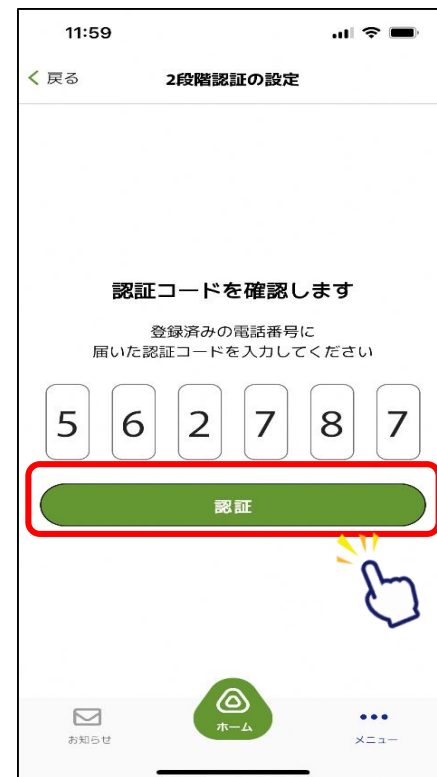 11:59
戻る
2段階認証の設定
認証コードを確認します
登録済みの電話番号に
届いた認証コードを入力してください
5 6 2 7 8 7
認証
お知らせ
ホーム
メニュー